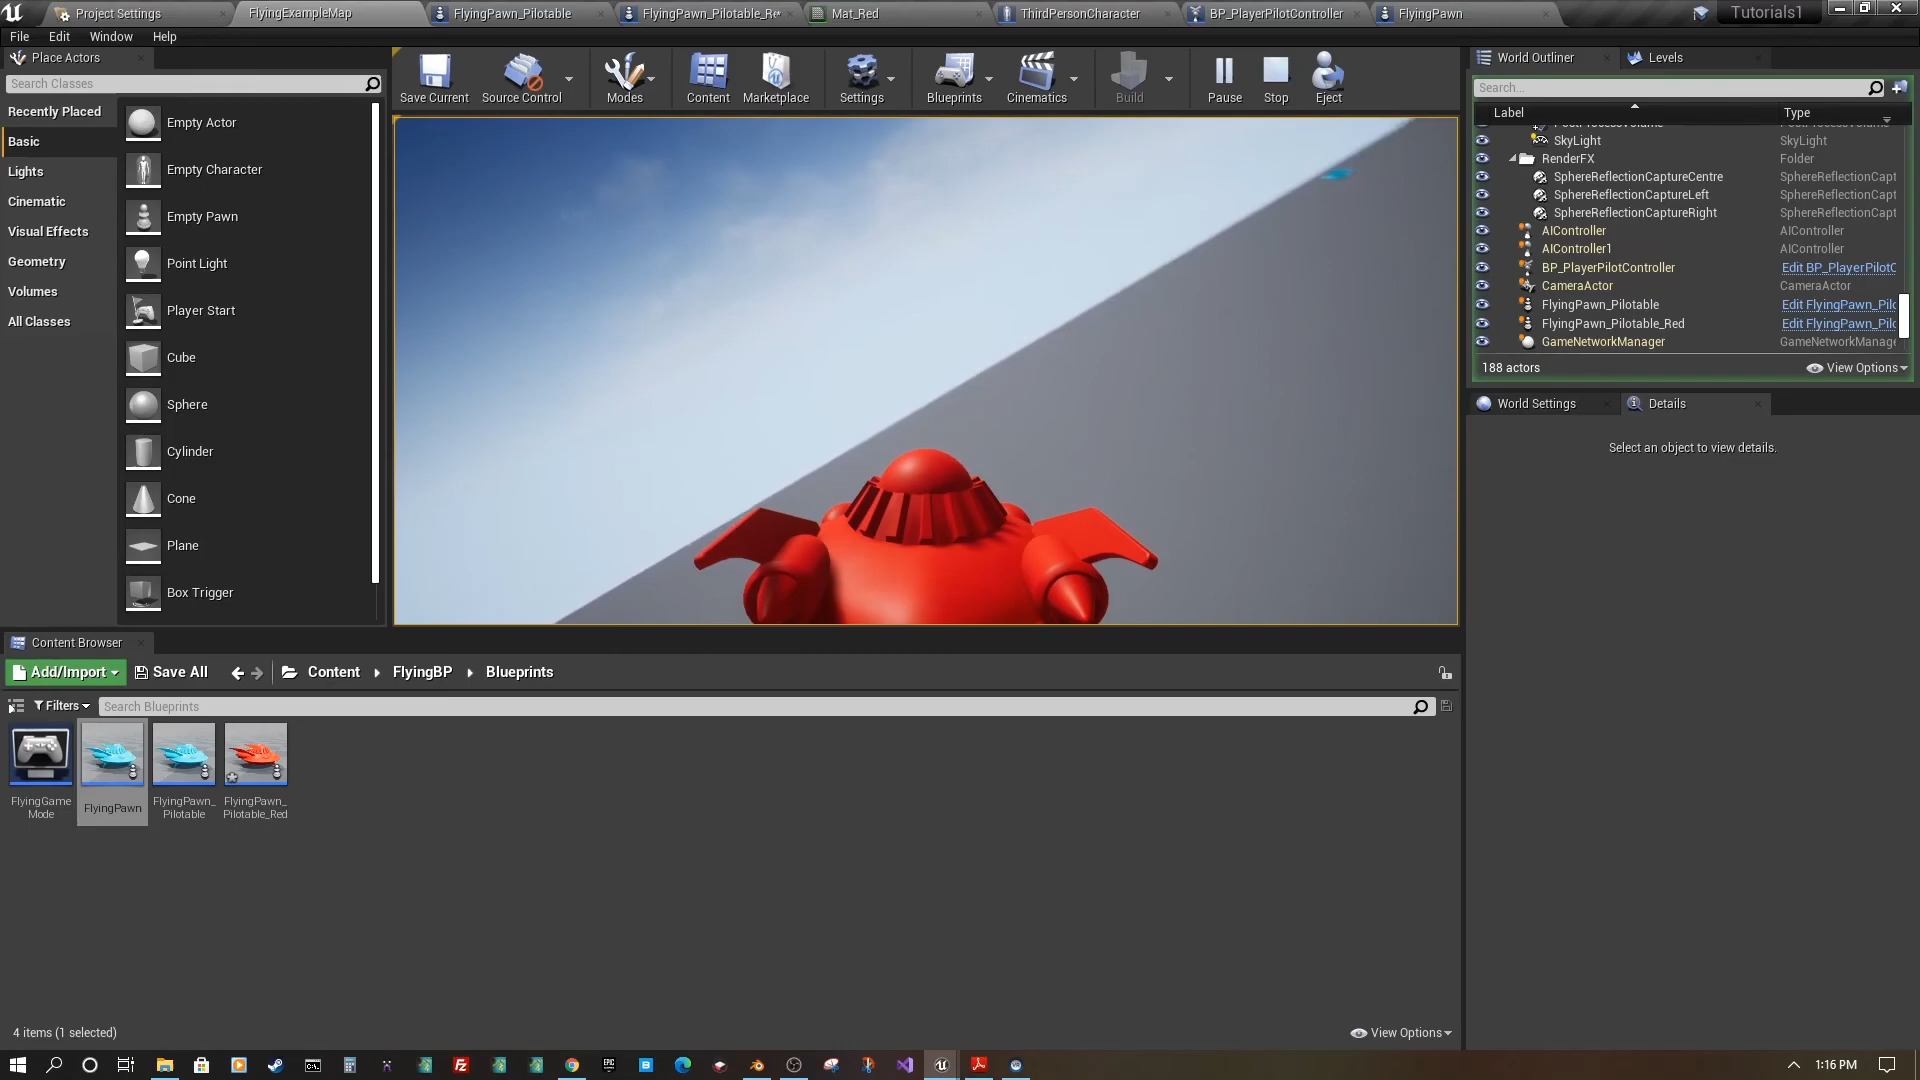 Project Settings
FlyingExampleMap
FlyingPawn_Pilotable
FlyingPawn_Pilotable_Re*
Mat_Red
ThirdPersonCharacter
BP_PlayerPilotController
FlyingPawn
Tutorials1
File Edit Window Help
Place Actors
Search Classes
Recently Placed
Basic
Lights
Cinematic
Visual Effects
Geometry
Volumes
All Classes
Empty Actor
Empty Character
Empty Pawn
Point Light
Player Start
Cube
Sphere
Cylinder
Cone
Plane
Box Trigger
Save Current
Source Control
Modes
Content
Marketplace
Settings
Blueprints
Cinematics
Build
Pause
Stop
Eject
World Outliner
Levels
Search...
Label Type
SkyLight SkyLight
RenderFX Folder
SphereReflectionCaptureCentre SphereReflectionCapt
SphereReflectionCaptureLeft SphereReflectionCapt
SphereReflectionCaptureRight SphereReflectionCapt
AIController AIController
AIController1 AIController
BP_PlayerPilotController Edit BP_PlayerPilotC
CameraActor CameraActor
FlyingPawn_Pilotable Edit FlyingPawn_Pilo
FlyingPawn_Pilotable_Red Edit FlyingPawn_Pilo
GameNetworkManager GameNetworkManage
188 actors
View Options
World Settings
Details
Select an object to view details.
Content Browser
Add/Import
Save All
Content
FlyingBP
Blueprints
Filters
Search Blueprints
FlyingGame
Mode
FlyingPawn
FlyingPawn_
Pilotable
FlyingPawn_
Pilotable_Red
4 items (1 selected)
View Options
EPIC
1:16 PM